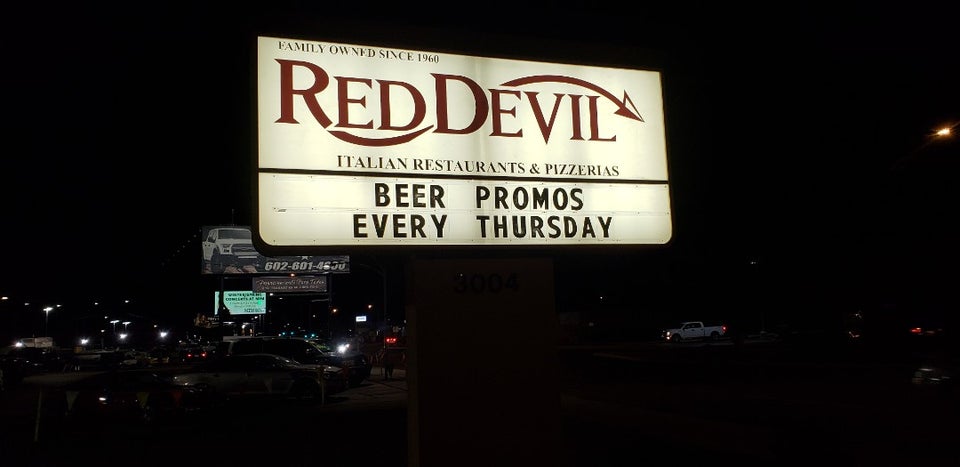 FAMILY OWNED SINCE 1960
RED DEVIL
ITALIAN RESTAURANTS & PIZZERIAS
BEER PROMOS
EVERY THURSDAY
3004